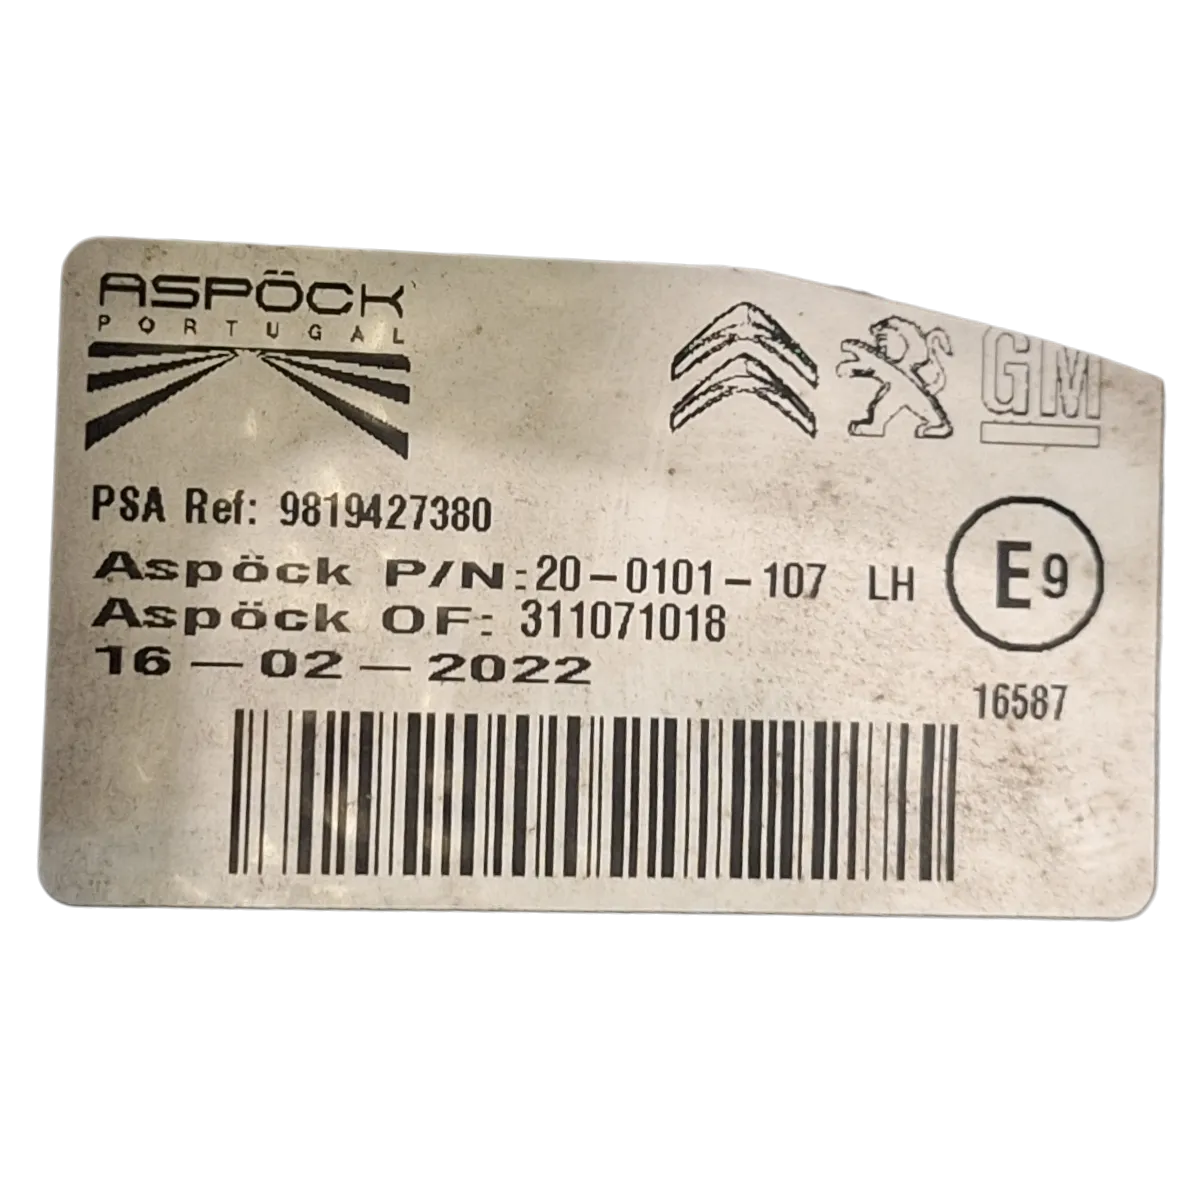 ASPÖCK
PORTUGAL
GM
PSA Ref: 9819427380
Aspöck P/N:20-0101-107 LH
E9
Aspöck OF: 311071018
16-02-2022
16587